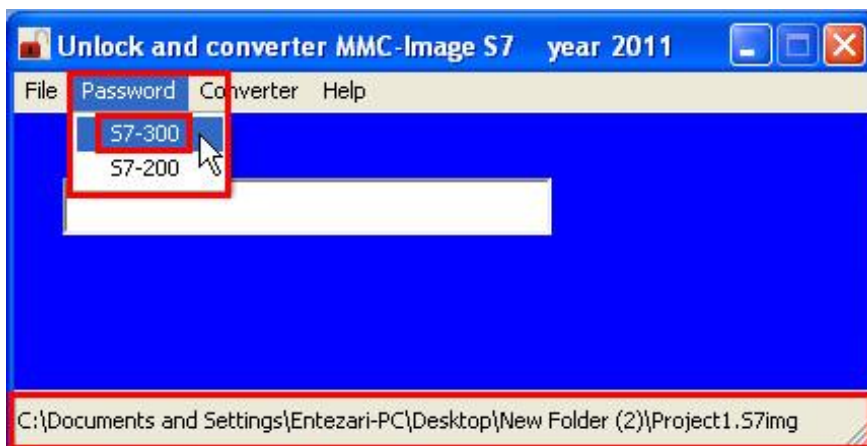 Unlock and converter MMC-Image S7 year 2011
File Password Converter Help
S7-300
S7-200
C:\Documents and Settings\Entezari-PC\Desktop\New Folder (2)\Project1.S7img